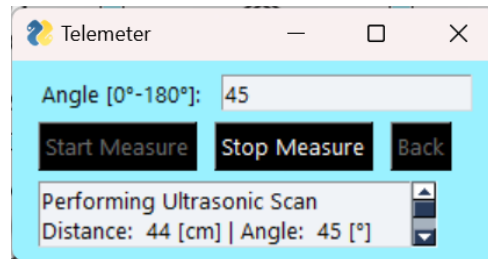 Telemeter
Angle [0°-180°]: 45
Start Measure Stop Measure Back
Performing Ultrasonic Scan
Distance: 44 [cm] | Angle: 45 [°]